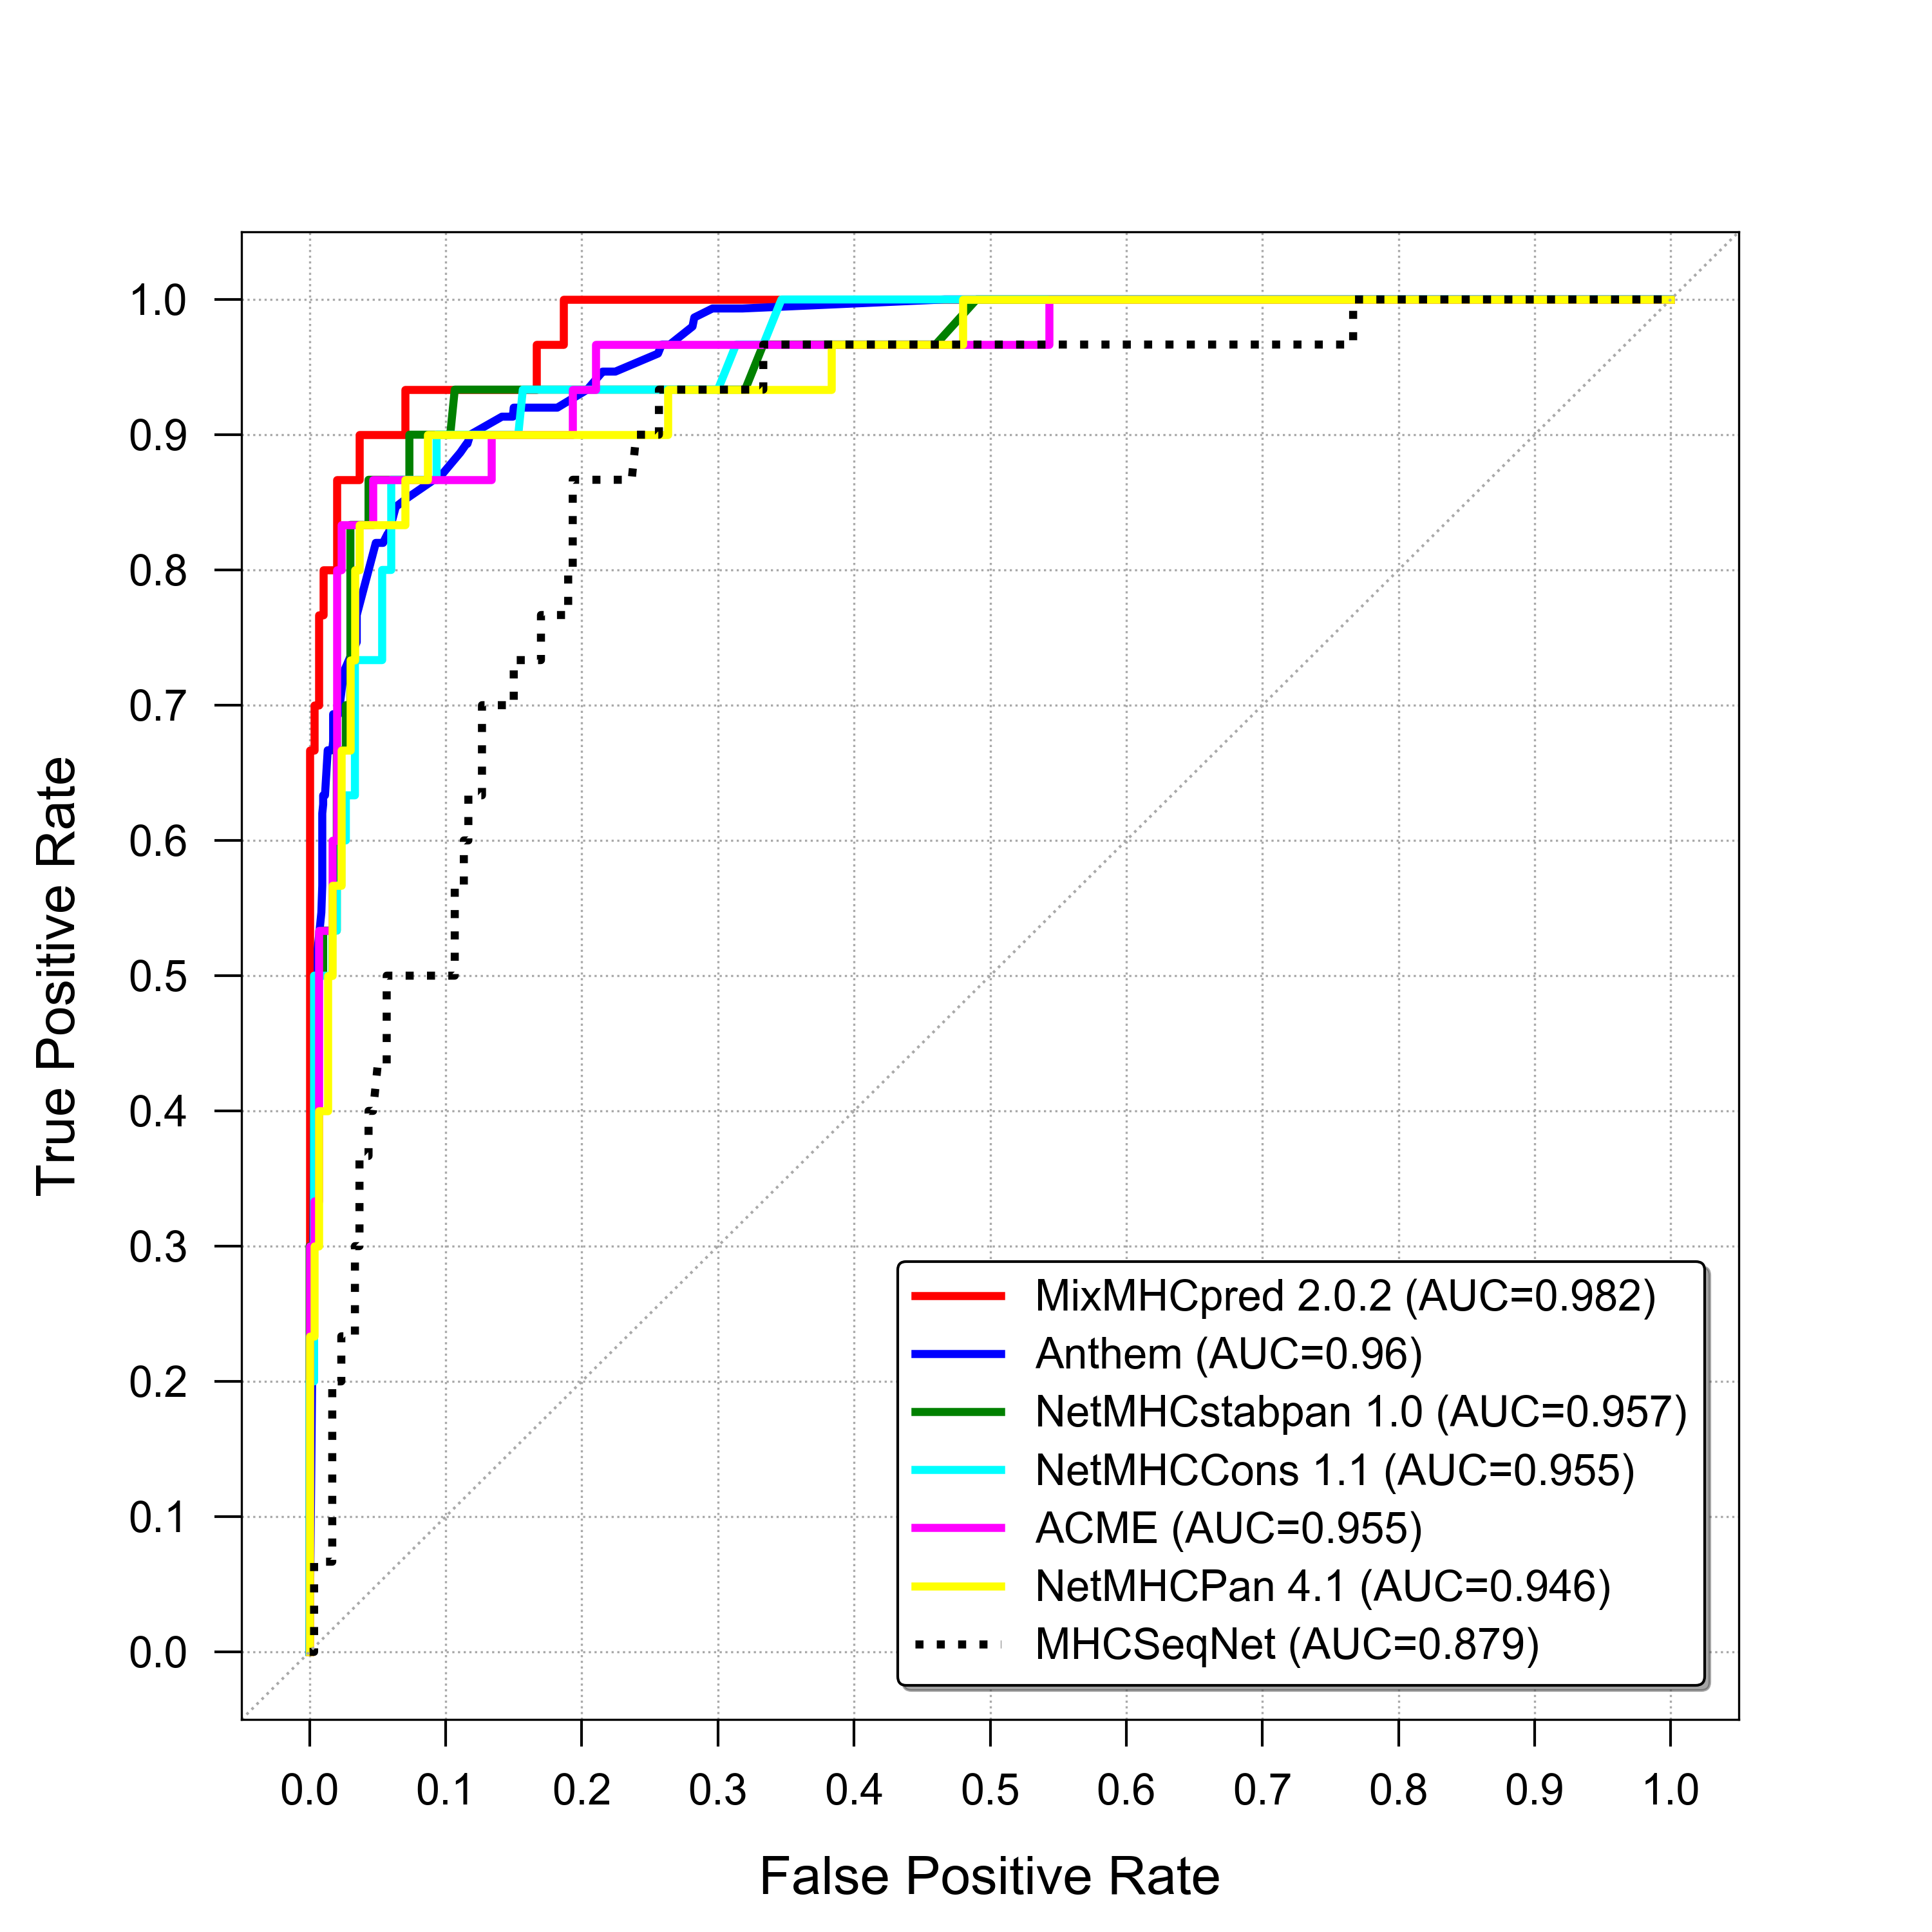 1.0
0.9
0.8
0.7
0.6
0.5
0.4
0.3
0.2
0.1
0.0
True Positive Rate
MixMHCpred 2.0.2 (AUC=0.982)
Anthem (AUC=0.96)
NetMHCstabpan 1.0 (AUC=0.957)
NetMHCCons 1.1 (AUC=0.955)
ACME (AUC=0.955)
NetMHCPan 4.1 (AUC=0.946)
MHCSeqNet (AUC=0.879)
0.0 0.1 0.2 0.3 0.4 0.5 0.6 0.7 0.8 0.9 1.0
False Positive Rate